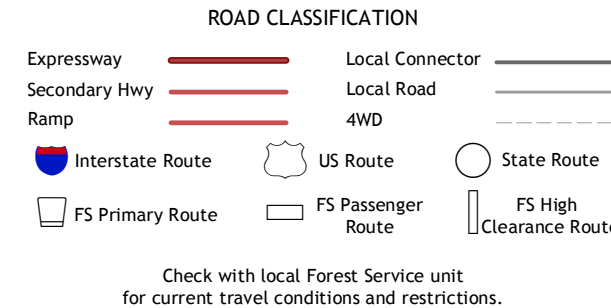 ROAD CLASSIFICATION
Expressway
Local Connector
Secondary Hwy
Local Road
Ramp
4WD
Interstate Route
US Route
State Route
FS Primary Route
FS Passenger
Route
FS High
Clearance Route
Check with local Forest Service unit
for current travel conditions and restrictions.